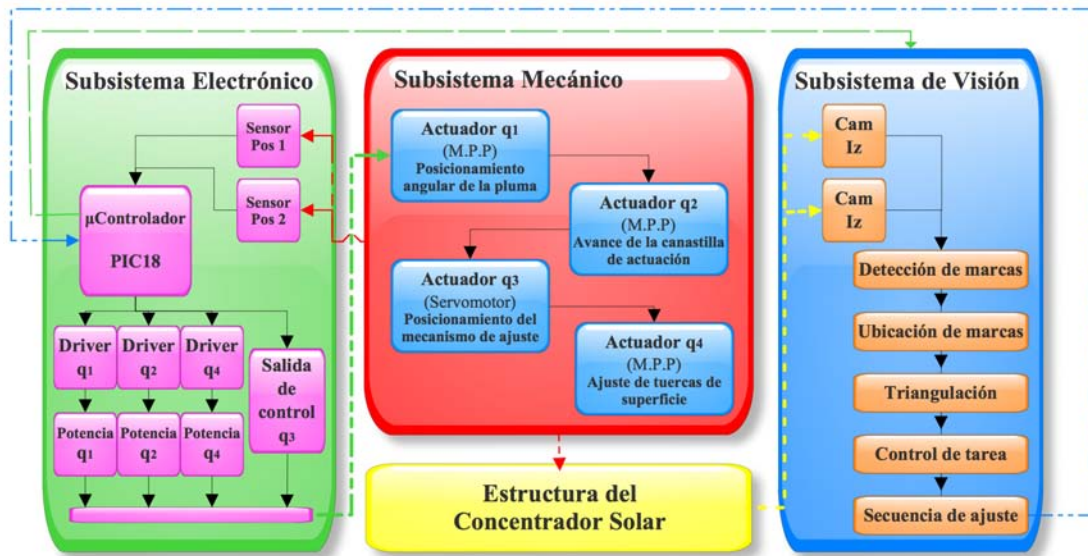 Subsistema Electrónico
Sensor
Pos 1
Sensor
Pos 2
µControlador
PIC18
Driver
q1
Driver
q2
Driver
q4
Salida
de
control
q3
Potencia
q1
Potencia
q2
Potencia
q4
Subsistema Mecánico
Actuador q1
(M.P.P)
Posicionamiento
angular de la pluma
Actuador q2
(M.P.P)
Avance de la canastilla
de actuación
Actuador q3
(Servomotor)
Posicionamiento del
mecanismo de ajuste
Actuador q4
(M.P.P)
Ajuste de tuercas de
superficie
Estructura del
Concentrador Solar
Subsistema de Visión
Cam
Iz
Cam
Iz
Detección de marcas
Ubicación de marcas
Triangulación
Control de tarea
Secuencia de ajuste